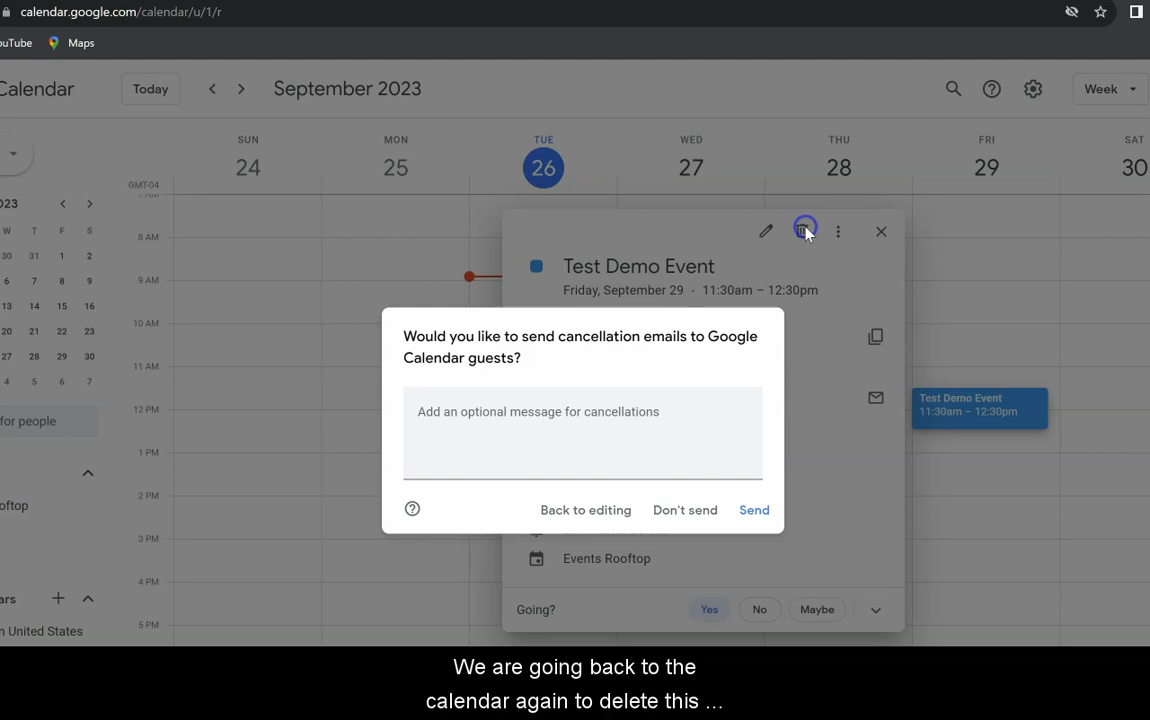 calendar.google.com/calendar/u/1/r
ouTube Maps
Calendar Today September 2023 Week
SUN MON TUE WED THU FRI SAT
24 25 26 27 28 29 30
GMT-04
023
W T F S
30 31 1 2
6 7 8 9
13 14 15 16
20 21 22 23
27 28 29 30
4 5 6 7
for people
oftop
ars
n United States
8 AM
9 AM
10 AM
11 AM
12 PM
1 PM
2 PM
3 PM
4 PM
5 PM
Test Demo Event
Friday, September 29 · 11:30am – 12:30pm
Would you like to send cancellation emails to Google
Calendar guests?
Add an optional message for cancellations
Back to editing Don't send Send
Events Rooftop
Going? Yes No Maybe
Test Demo Event
11:30am – 12:30pm
We are going back to the
calendar again to delete this ...